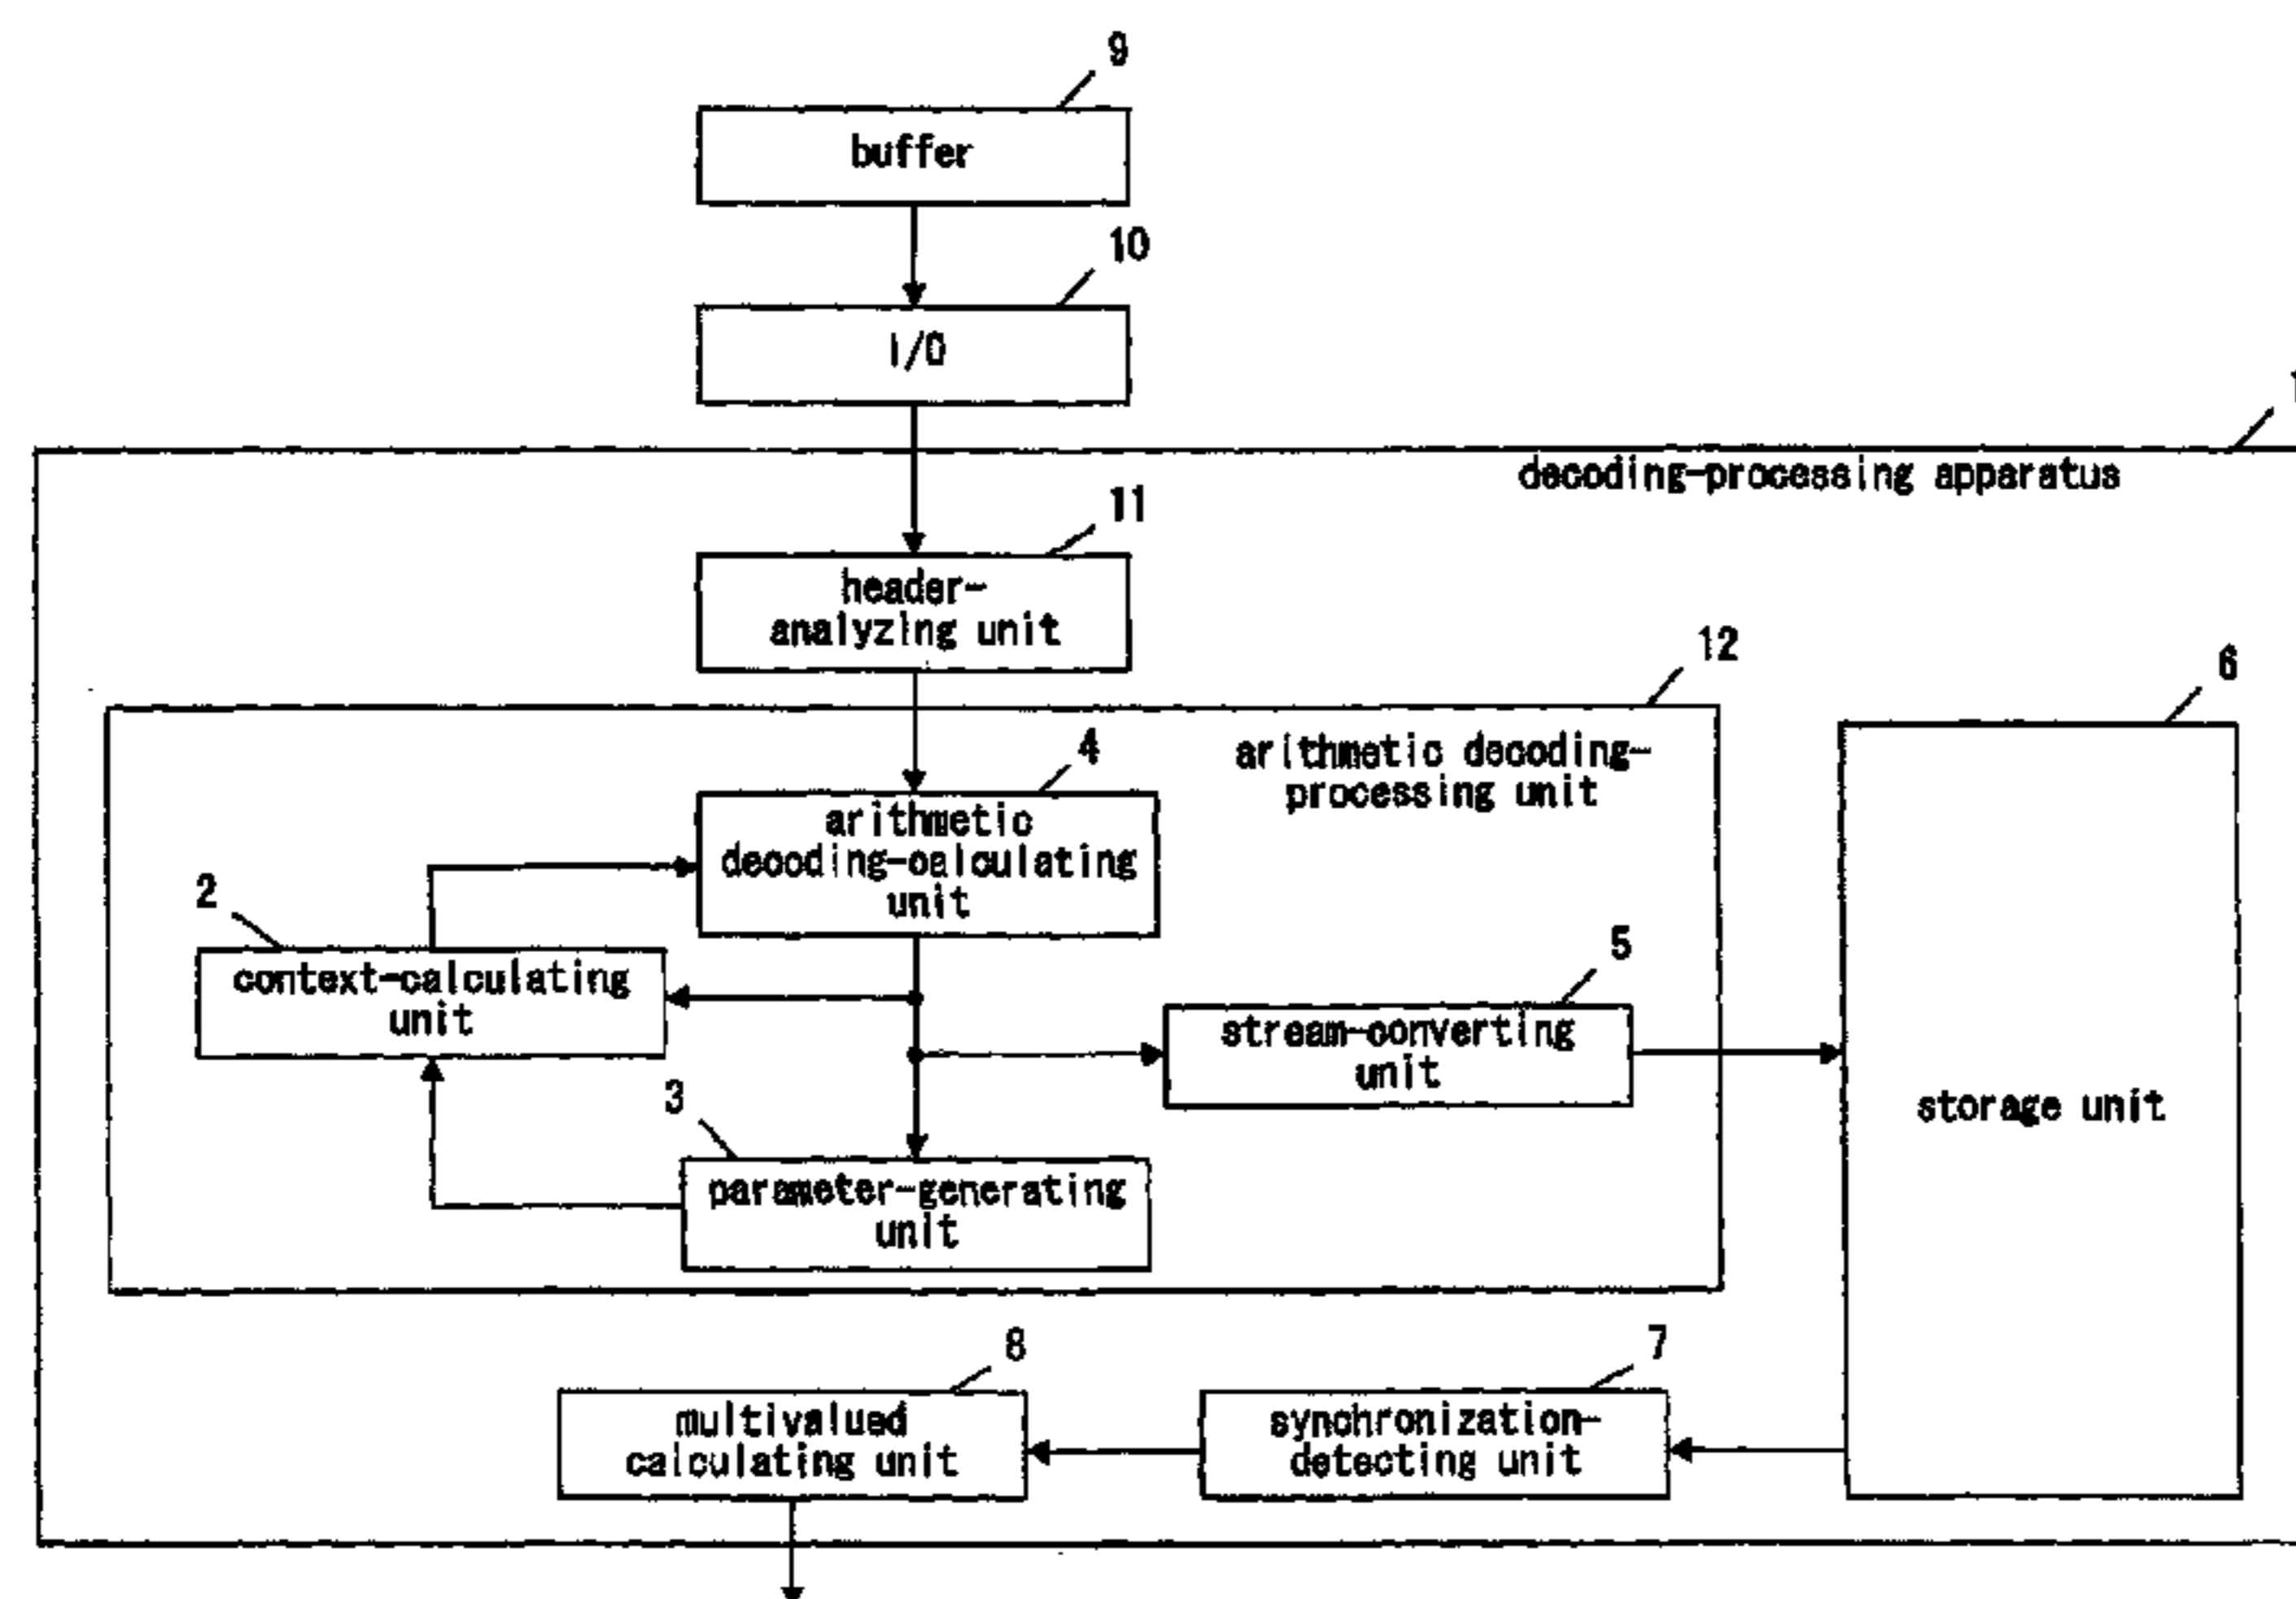 9
buffer
10
I/O
1
decoding-processing apparatus
11
header-
analyzing unit
12
6
arithmetic decoding-
processing unit
4
arithmetic
decoding-calculating
unit
2
context-calculating
unit
5
stream-converting
unit
storage unit
3
parameter-generating
unit
8
multivalued
calculating unit
7
synchronization-
detecting unit